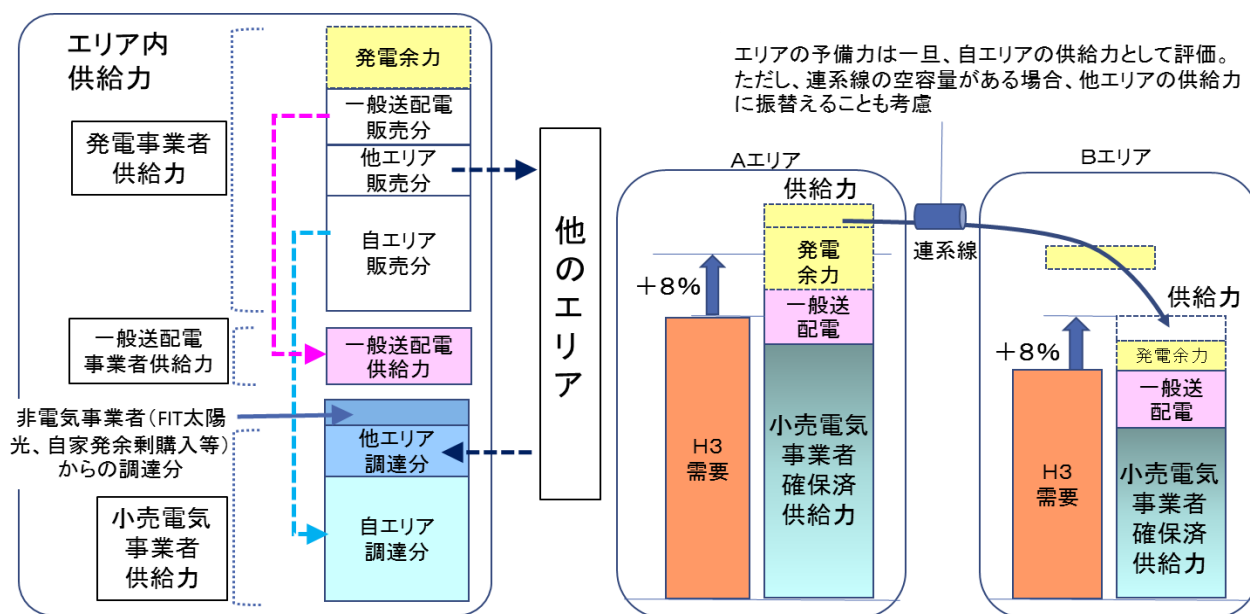 エリア内
供給力
発電事業者
供給力
一般送配電
事業者供給力
非電気事業者(FIT太陽
光、自家発余剰購入等)
からの調達分
小売電気
事業者
供給力
発電余力
一般送配電
販売分
他エリア
販売分
自エリア
販売分
一般送配電
供給力
他エリア
調達分
自エリア
調達分
他のエリア
エリアの予備力は一旦、自エリアの供給力として評価。
ただし、連系線の空容量がある場合、他エリアの供給力
に振替えることも考慮
Aエリア
供給力
+8%
発電
余力
一般送
配電
H3
需要
小売電気
事業者
確保済
供給力
連系線
Bエリア
供給力
+8%
発電余力
一般送
配電
H3
需要
小売電気
事業者
確保済
供給力